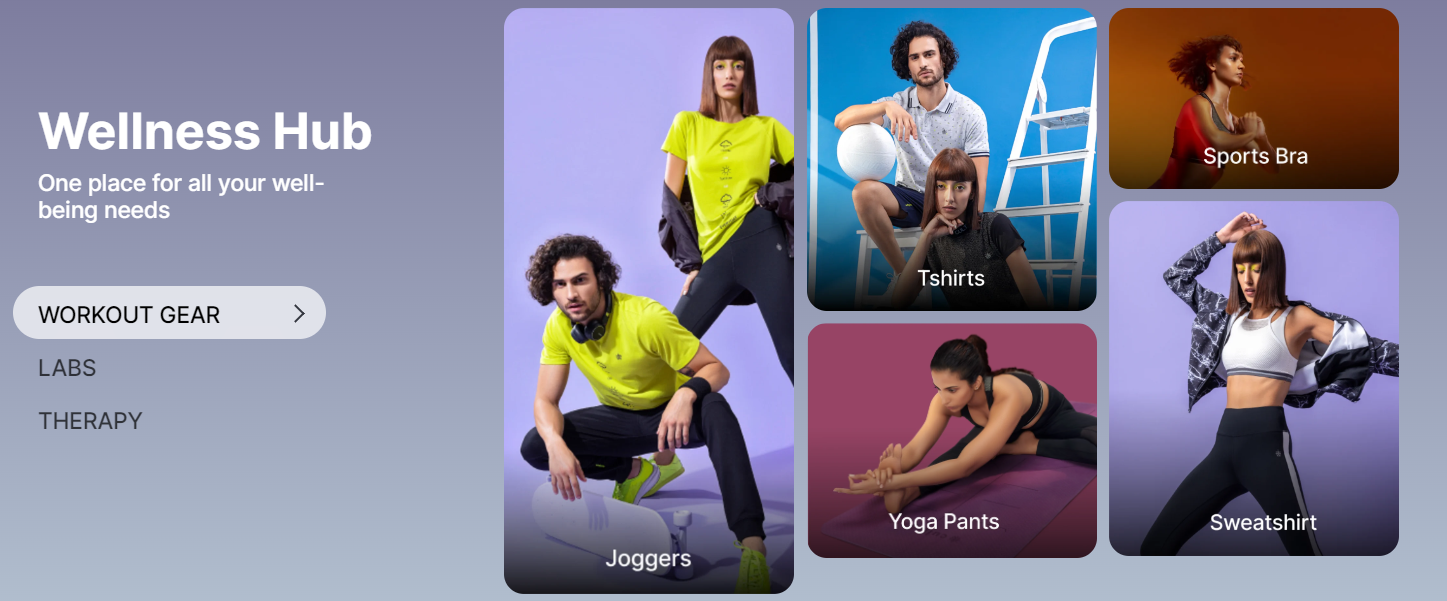 Wellness Hub
One place for all your well-
being needs
WORKOUT GEAR
LABS
THERAPY
Joggers
Tshirts
Yoga Pants
Sports Bra
Sweatshirt